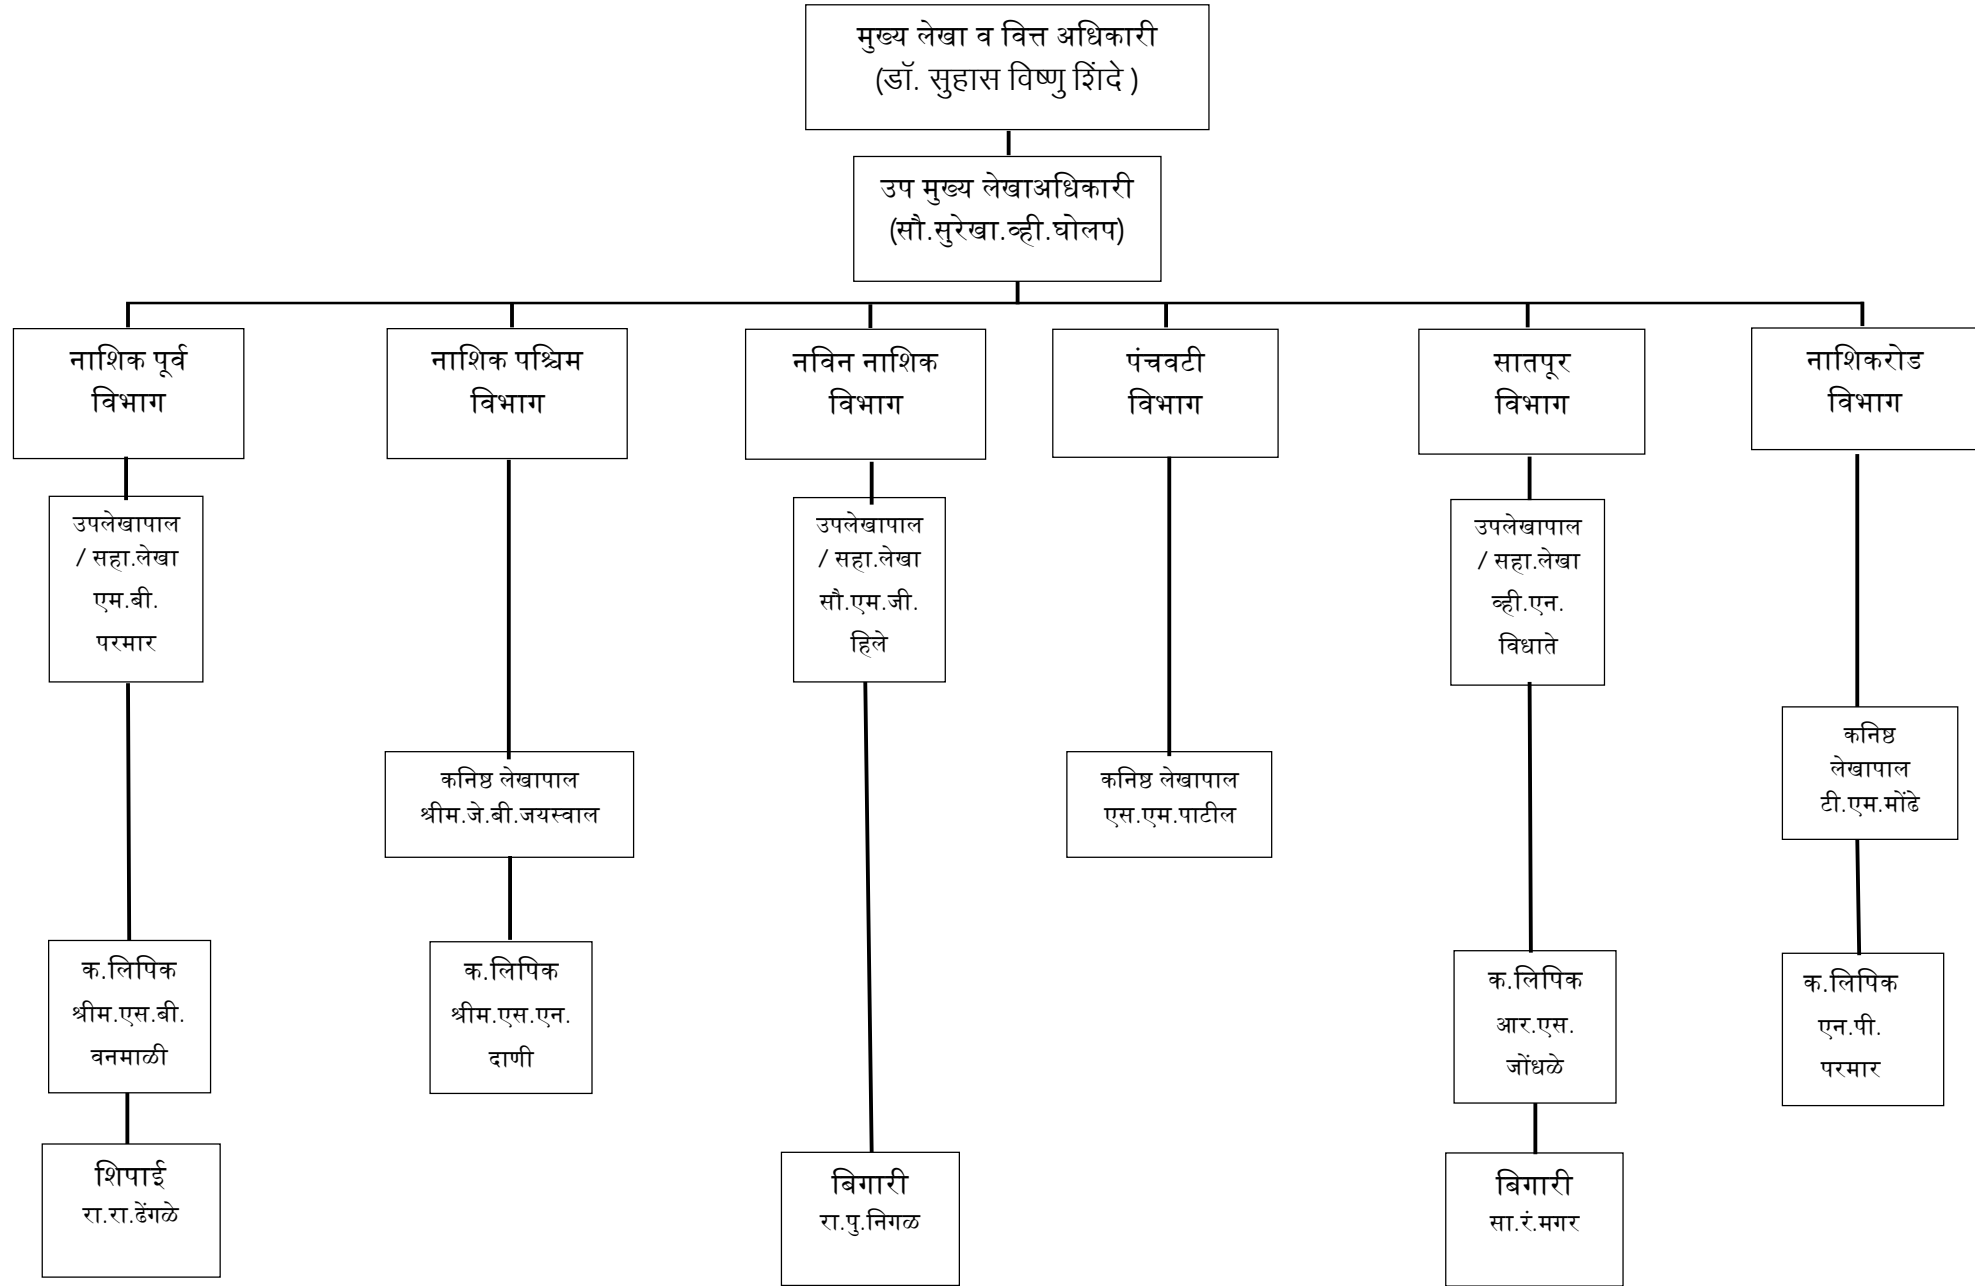 मुख्य लेखा व वित्त अधिकारी
(डॉ. सुहास विष्णु शिंदे )
उप मुख्य लेखाअधिकारी
(सौ.सुरेखा.व्ही.घोलप)
नाशिक पूर्व
विभाग
नाशिक पश्चिम
विभाग
नविन नाशिक
विभाग
पंचवटी
विभाग
सातपूर
विभाग
नाशिकरोड
विभाग
उपलेखापाल
/ सहा.लेखा
एम.बी.
परमार
उपलेखापाल
/ सहा.लेखा
सौ.एम.जी.
हिले
उपलेखापाल
/ सहा.लेखा
व्ही.एन.
विधाते
कनिष्ठ लेखापाल
श्रीम.जे.बी.जयस्वाल
कनिष्ठ लेखापाल
एस.एम.पाटील
कनिष्ठ
लेखापाल
टी.एम.मोंढे
क.लिपिक
श्रीम.एस.बी.
वनमाळी
क.लिपिक
श्रीम.एस.एन.
दाणी
क.लिपिक
आर.एस.
जोंधळे
क.लिपिक
एन.पी.
परमार
शिपाई
रा.रा.ढेंगळे
बिगारी
रा.पु.निगळ
बिगारी
सा.रं.मगर